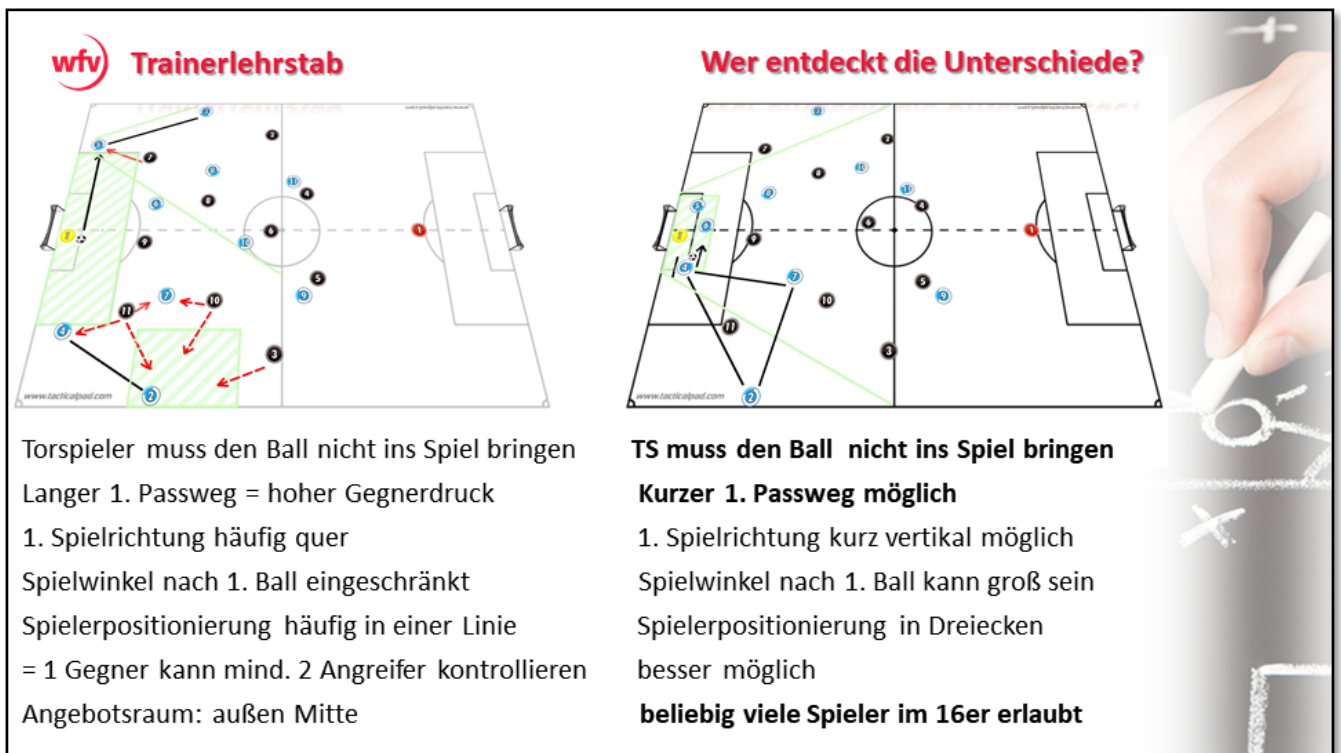 wfv Trainerlehrstab
Wer entdeckt die Unterschiede?
www.tacticalpad.com
www.tacticalpad.com
Torspieler muss den Ball nicht ins Spiel bringen
Langer 1. Passweg = hoher Gegnerdruck
1. Spielrichtung häufig quer
Spielwinkel nach 1. Ball eingeschränkt
Spielerpositionierung häufig in einer Linie
= 1 Gegner kann mind. 2 Angreifer kontrollieren
Angebotsraum: außen Mitte
TS muss den Ball nicht ins Spiel bringen
Kurzer 1. Passweg möglich
1. Spielrichtung kurz vertikal möglich
Spielwinkel nach 1. Ball kann groß sein
Spielerpositionierung in Dreiecken
besser möglich
beliebig viele Spieler im 16er erlaubt